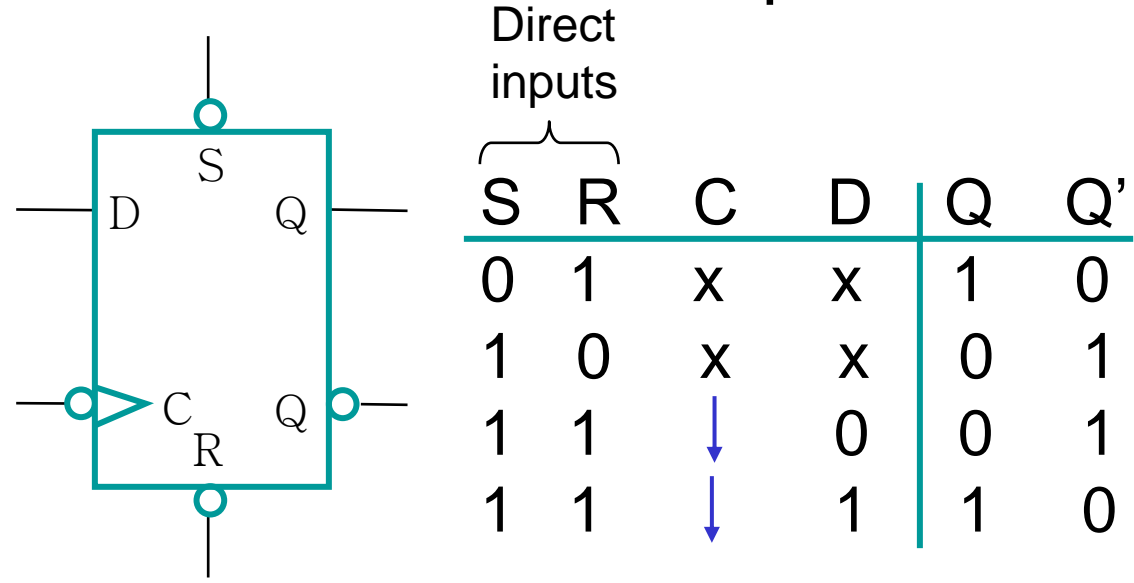 Direct
inputs
S
D Q
C Q
R
S R C D Q Q’
0 1 x x 1 0
1 0 x x 0 1
1 1 ↓ 0 0 1
1 1 ↓ 1 1 0